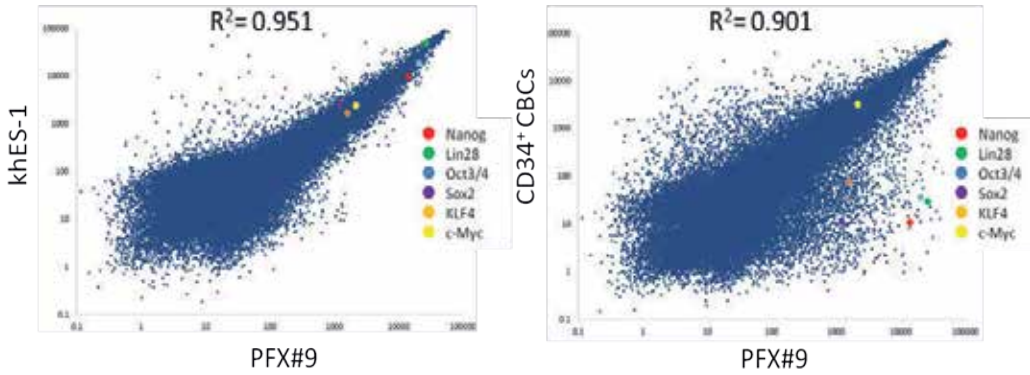 R²= 0.951
khES-1
100000
10000
1000
100
10
1
0.1
0.1 1 10 100 1000 10000 100000
PFX#9
Nanog
Lin28
Oct3/4
Sox2
KLF4
c-Myc
R²= 0.901
CD34⁺ CBCs
100000
10000
1000
100
10
1
0.1
0.1 1 10 100 1000 10000 100000
PFX#9
Nanog
Lin28
Oct3/4
Sox2
KLF4
c-Myc